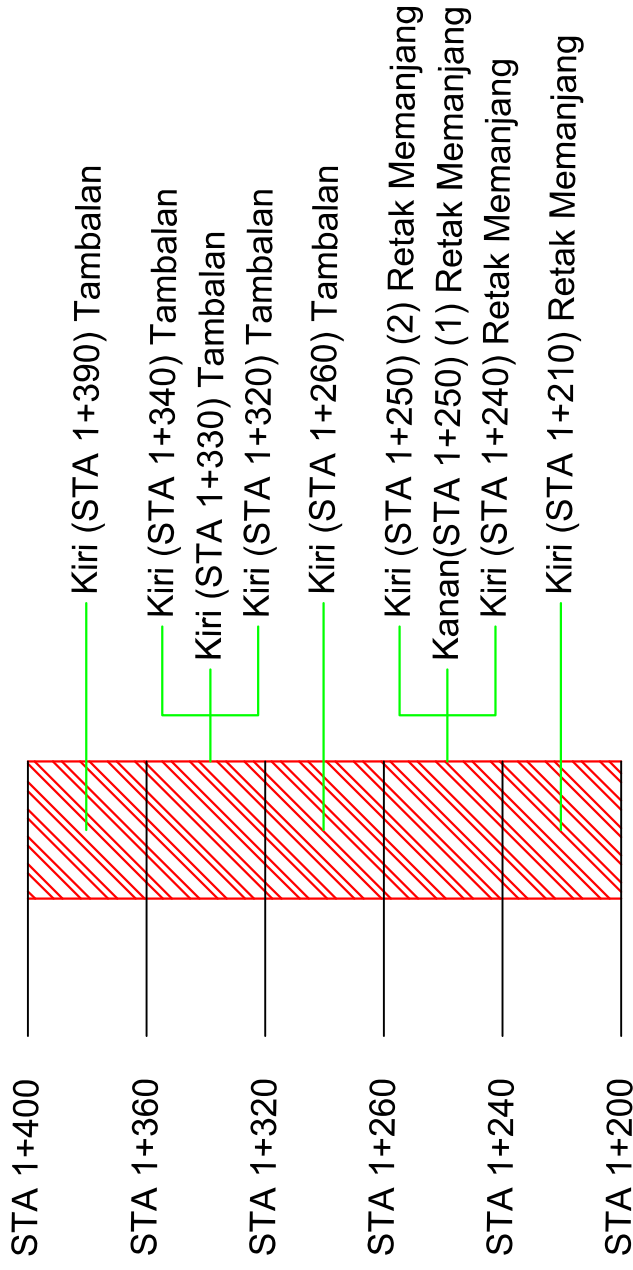 STA 1+400
STA 1+360
STA 1+320
STA 1+260
STA 1+240
STA 1+200
Kiri (STA 1+390) Tambalan
Kiri (STA 1+340) Tambalan
Kiri (STA 1+330) Tambalan
Kiri (STA 1+320) Tambalan
Kiri (STA 1+260) Tambalan
Kiri (STA 1+250) (2) Retak Memanjang
Kanan(STA 1+250) (1) Retak Memanjang
Kiri (STA 1+240) Retak Memanjang
Kiri (STA 1+210) Retak Memanjang